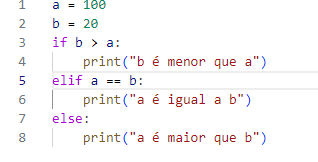 1 a = 100
2 b = 20
3 if b > a:
4     print("b é menor que a")
5 elif a == b:
6     print("a é igual a b")
7 else:
8     print("a é maior que b")